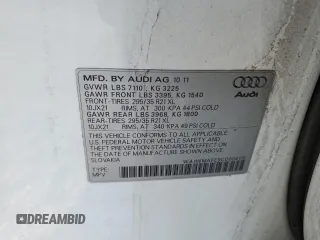 MFD. BY AUDI AG 10 11
GVWR LBS 7110, KG 3225
GAWR FRONT LBS 3395, KG 1540
FRONT-TIRES 295/35 R21 XL
10JX21 RIMS, AT 300 KPA 44 PSI COLD
GAWR REAR LBS 3968, KG 1800
REAR-TIRES 295/35 R21 XL
10JX21 RIMS, AT 340 KPA 49 PSI COLD
THIS VEHICLE CONFORMS TO ALL APPLICABLE
U.S. FEDERAL MOTOR VEHICLE SAFETY
STANDARDS IN EFFECT ON THE DATE OF
MANUFACTURE SHOWN ABOVE.
SLOVAKIA
TYPE:
MPV
Audi
DREAMBID